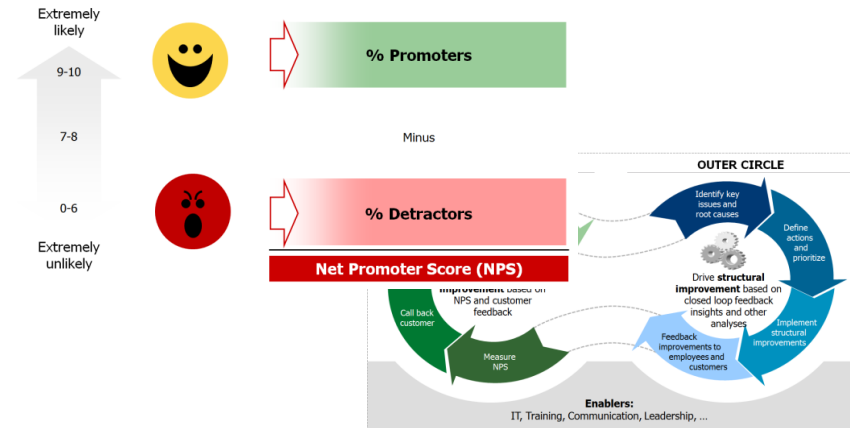 Extremely
likely
9-10
7-8
0-6
Extremely
unlikely
% Promoters
Minus
% Detractors
Net Promoter Score (NPS)
OUTER CIRCLE
Identify key
issues and
root causes
Define
actions
and
prioritize
Implement
structural
improvements
Feedback
improvements to
employees and
customers
Drive structural
improvement based on
closed loop feedback
insights and other
analyses
improvement based on
NPS and customer
feedback
Call back
customer
Measure
NPS
Enablers:
IT, Training, Communication, Leadership, ...